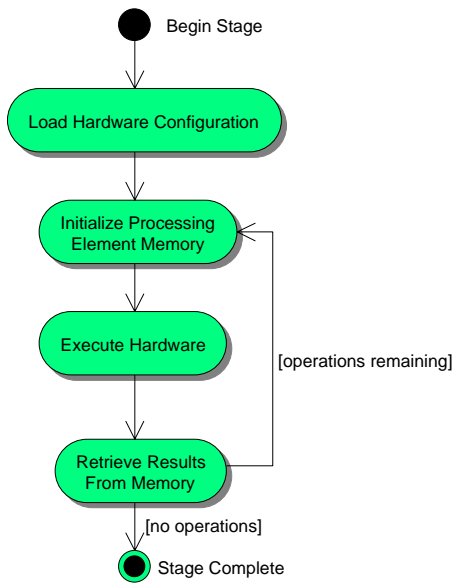 Begin Stage
Load Hardware Configuration
Initialize Processing
Element Memory
Execute Hardware
[operations remaining]
Retrieve Results
From Memory
[no operations]
Stage Complete